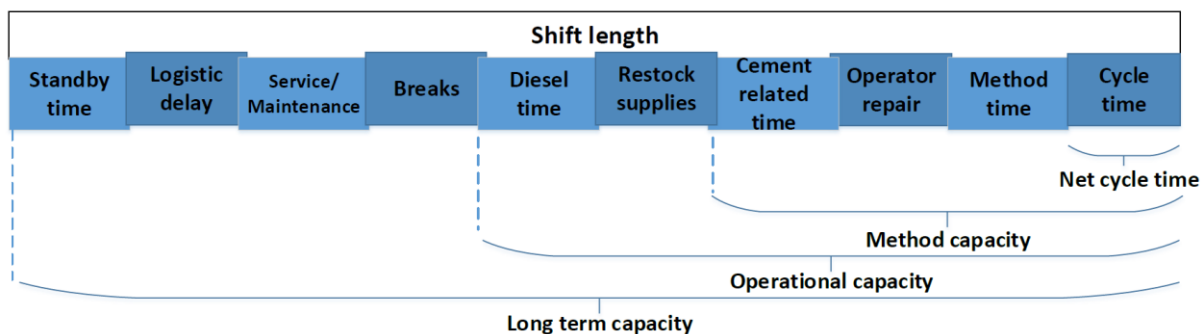 Shift length
Standby
time
Logistic
delay
Service/
Maintenance
Breaks
Diesel
time
Restock
supplies
Cement
related
time
Operator
repair
Method
time
Cycle
time
Net cycle time
Method capacity
Operational capacity
Long term capacity